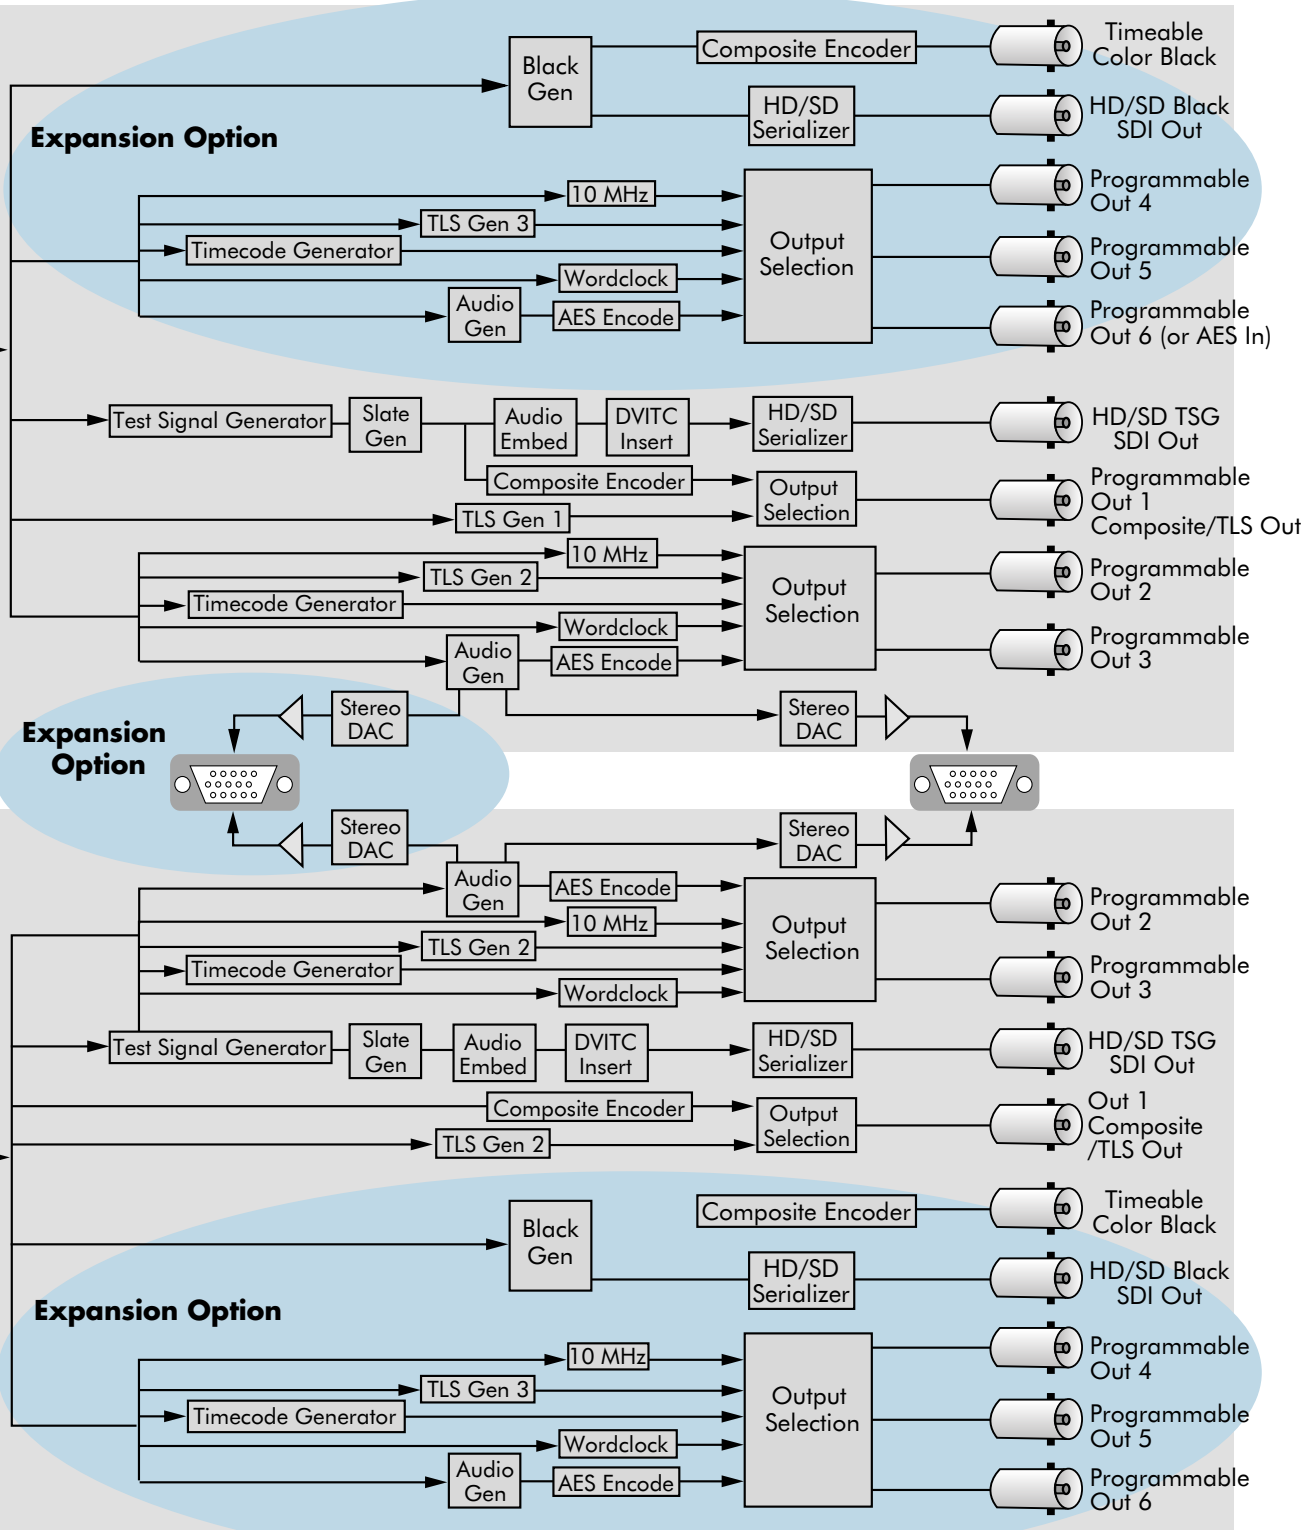 Timeable
Color Black
Composite Encoder
Black
Gen
HD/SD
Serializer
HD/SD Black
SDI Out
Expansion Option
10 MHz
TLS Gen 3
Timecode Generator
Wordclock
Audio
Gen
AES Encode
Output
Selection
Programmable
Out 4
Programmable
Out 5
Programmable
Out 6 (or AES In)
Test Signal Generator
Slate
Gen
Audio
Embed
DVITC
Insert
HD/SD
Serializer
HD/SD TSG
SDI Out
Composite Encoder
TLS Gen 1
Output
Selection
Programmable
Out 1
Composite/TLS Out
10 MHz
TLS Gen 2
Timecode Generator
Wordclock
Audio
Gen
AES Encode
Output
Selection
Programmable
Out 2
Programmable
Out 3
Expansion
Option
Stereo
DAC
Stereo
DAC
Stereo
DAC
Stereo
DAC
Audio
Gen
AES Encode
10 MHz
TLS Gen 2
Timecode Generator
Wordclock
Output
Selection
Programmable
Out 2
Programmable
Out 3
Test Signal Generator
Slate
Gen
Audio
Embed
DVITC
Insert
HD/SD
Serializer
HD/SD TSG
SDI Out
Composite Encoder
TLS Gen 2
Output
Selection
Out 1
Composite
/TLS Out
Black
Gen
Composite Encoder
Timeable
Color Black
HD/SD
Serializer
HD/SD Black
SDI Out
Expansion Option
10 MHz
TLS Gen 3
Timecode Generator
Wordclock
Audio
Gen
AES Encode
Output
Selection
Programmable
Out 4
Programmable
Out 5
Programmable
Out 6